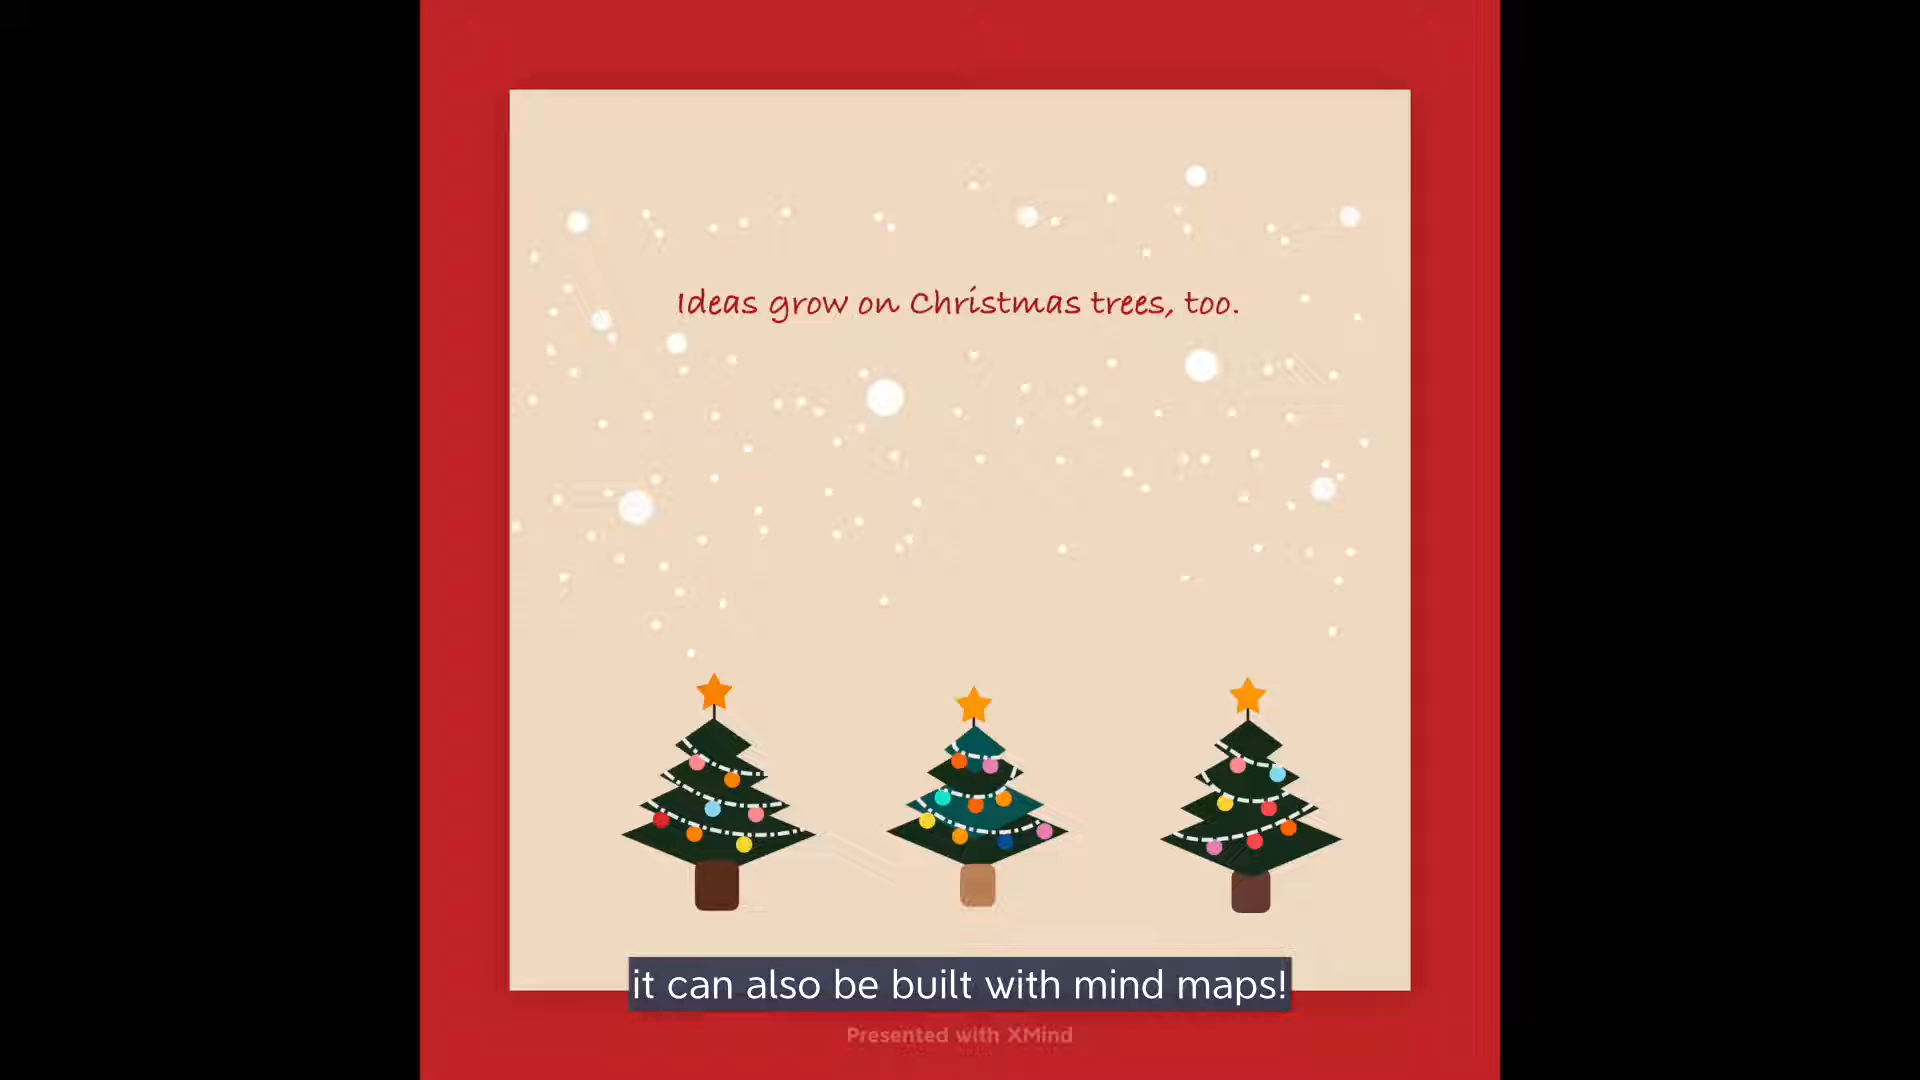 Ideas grow on Christmas trees, too.
it can also be built with mind maps!
Presented with XMind